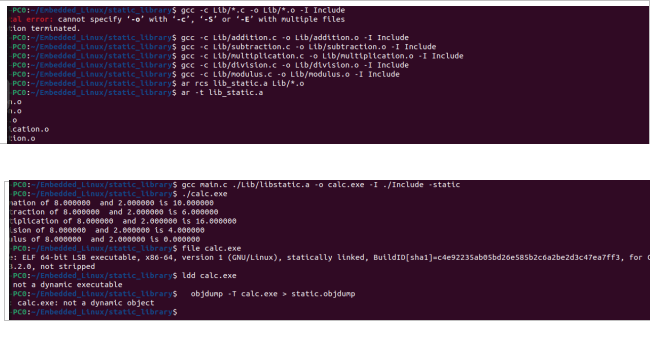 -PC0:~/Embedded_Linux/static_library$ gcc -c Lib/*.c -o Lib/*.o -I Include
al error: cannot specify ‘-o’ with ‘-c’, ‘-S’ or ‘-E’ with multiple files
tion terminated.
-PC0:~/Embedded_Linux/static_library$ gcc -c Lib/addition.c -o Lib/addition.o -I Include
-PC0:~/Embedded_Linux/static_library$ gcc -c Lib/subtraction.c -o Lib/subtraction.o -I Include
-PC0:~/Embedded_Linux/static_library$ gcc -c Lib/multiplication.c -o Lib/multiplication.o -I Include
-PC0:~/Embedded_Linux/static_library$ gcc -c Lib/division.c -o Lib/division.o -I Include
-PC0:~/Embedded_Linux/static_library$ gcc -c Lib/modulus.c -o Lib/modulus.o -I Include
-PC0:~/Embedded_Linux/static_library$ ar rcs lib_static.a Lib/*.o
-PC0:~/Embedded_Linux/static_library$ ar -t lib_static.a
n.o
.o
ication.o
tion.o
-PC0:~/Embedded_Linux/static_library$ gcc main.c ./Lib/libstatic.a -o calc.exe -I ./Include -static
-PC0:~/Embedded_Linux/static_library$ ./calc.exe
mation of 8.000000  and 2.000000 is 10.000000
traction of 8.000000  and 2.000000 is 6.000000
tiplication of 8.000000  and 2.000000 is 16.000000
ision of 8.000000  and 2.000000 is 4.000000
ulus of 8.000000  and 2.000000 is 0.000000
-PC0:~/Embedded_Linux/static_library$ file calc.exe
e: ELF 64-bit LSB executable, x86-64, version 1 (GNU/Linux), statically linked, BuildID[sha1]=c4e92235ab05bd26e585b2c6a2be2d3c47ea7ff3, for
3.2.0, not stripped
-PC0:~/Embedded_Linux/static_library$ ldd calc.exe
not a dynamic executable
-PC0:~/Embedded_Linux/static_library$   objdump -T calc.exe > static.objdump
calc.exe: not a dynamic object
-PC0:~/Embedded_Linux/static_library$